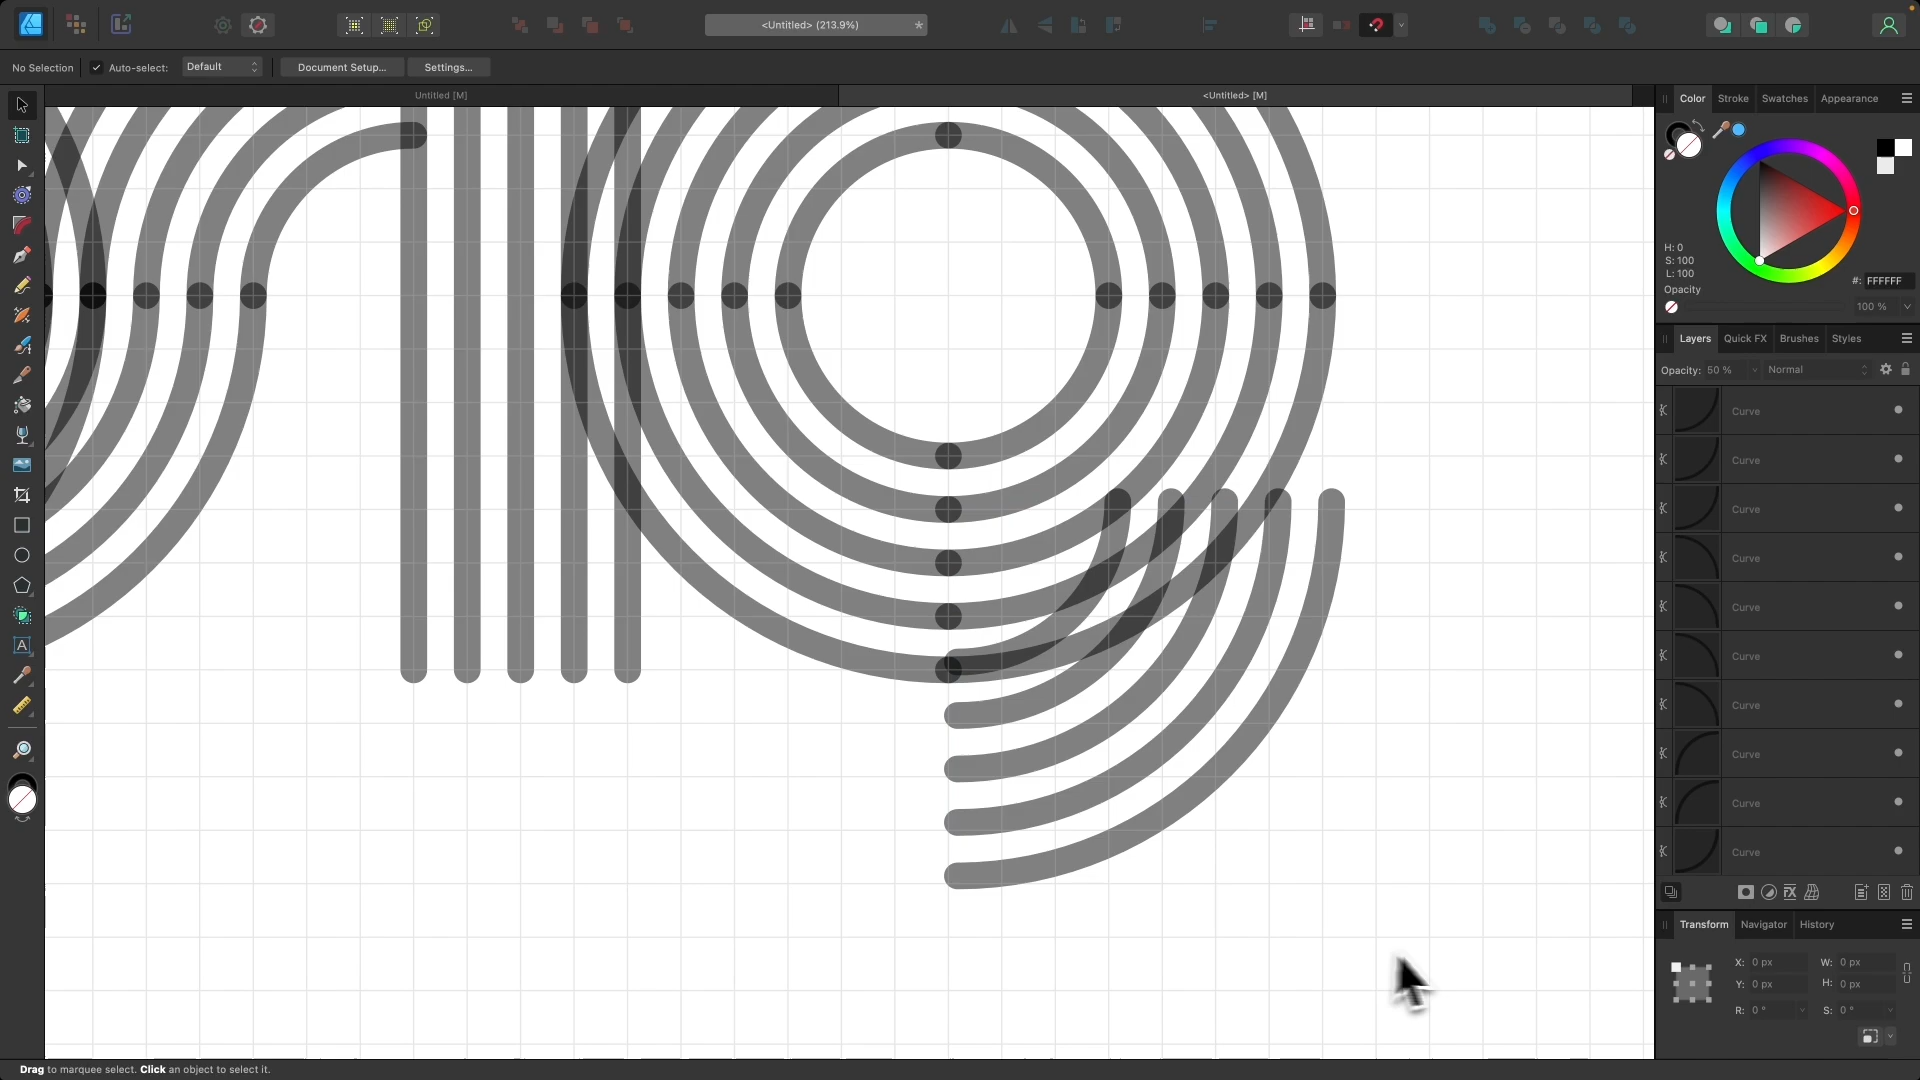 <Untitled> (213.9%)
*
No Selection
Auto-select:
Default
Document Setup...
Settings...
Untitled [M]
<Untitled> [M]
Color
Stroke
Swatches
Appearance
H: 0
S: 100
L: 100
#: FFFFFF
Opacity
100 %
Layers
Quick FX
Brushes
Styles
Opacity: 50 %
Normal
Curve
Curve
Curve
Curve
Curve
Curve
Curve
Curve
Curve
Curve
Transform
Navigator
History
X: 0 px
W: 0 px
Y: 0 px
H: 0 px
R: 0 °
S: 0 °
Drag to marquee select. Click an object to select it.